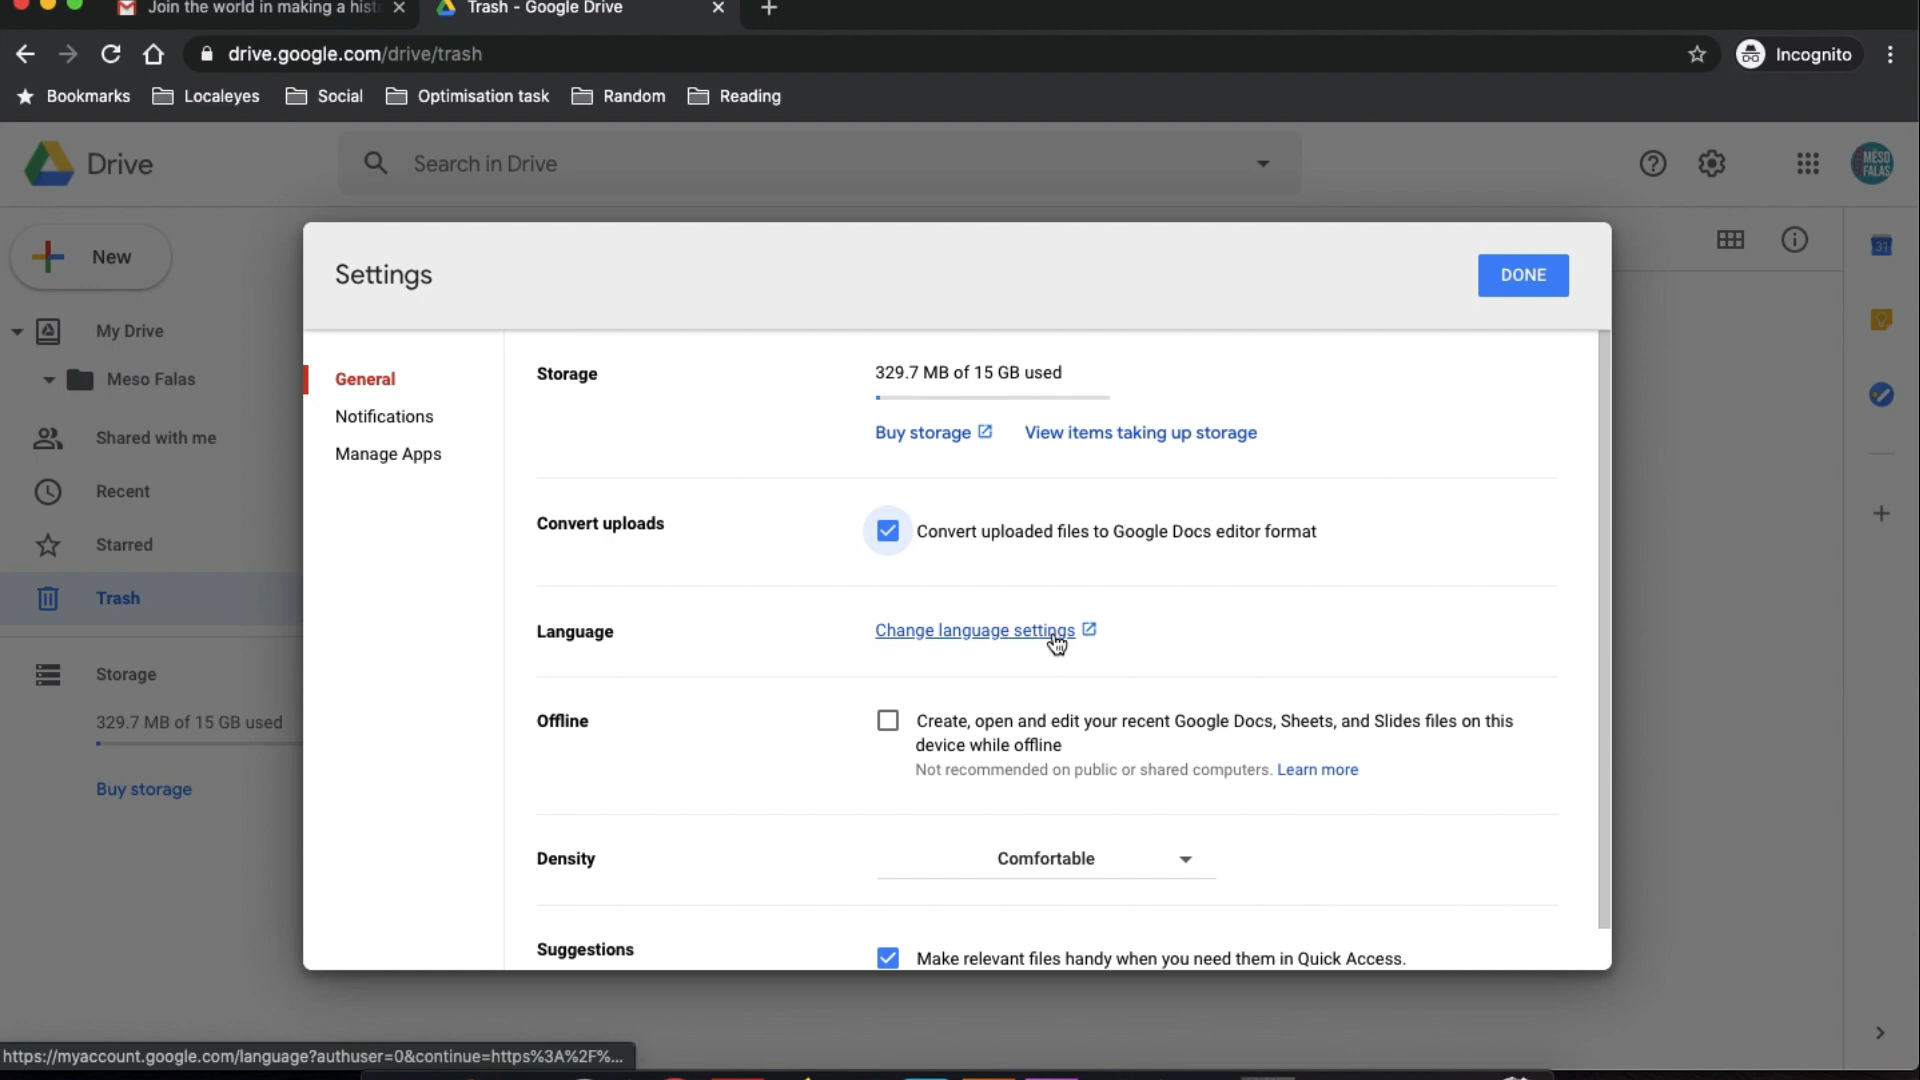 Join the world in making a hist
Trash - Google Drive
drive.google.com/drive/trash
Incognito
Bookmarks
Localeyes
Social
Optimisation task
Random
Reading
Drive
Search in Drive
MËSO FALAS
New
My Drive
Meso Falas
Shared with me
Recent
Starred
Trash
Storage
329.7 MB of 15 GB used
Buy storage
31
Settings
DONE
General
Notifications
Manage Apps
Storage
329.7 MB of 15 GB used
Buy storage
View items taking up storage
Convert uploads
Convert uploaded files to Google Docs editor format
Language
Change language settings
Offline
Create, open and edit your recent Google Docs, Sheets, and Slides files on this
device while offline
Not recommended on public or shared computers. Learn more
Density
Comfortable
Suggestions
Make relevant files handy when you need them in Quick Access.
https://myaccount.google.com/language?authuser=0&continue=https%3A%2F%...